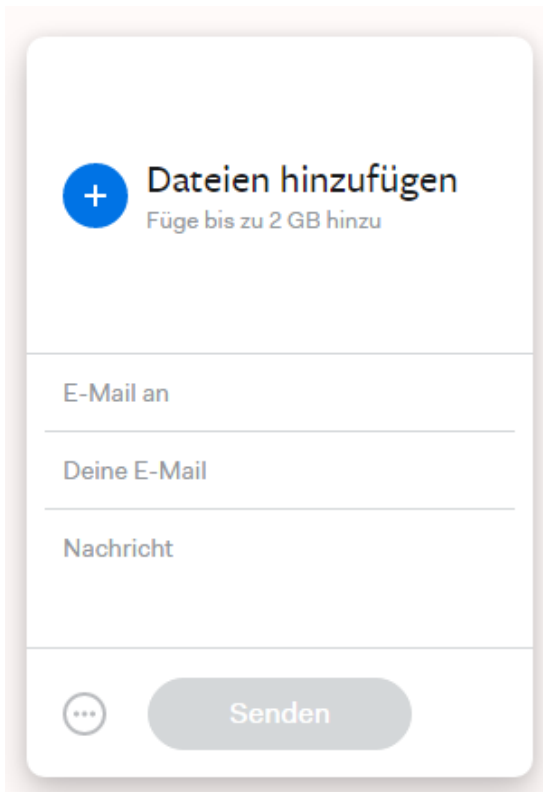 Dateien hinzufügen
Füge bis zu 2 GB hinzu
E-Mail an
Deine E-Mail
Nachricht
Senden